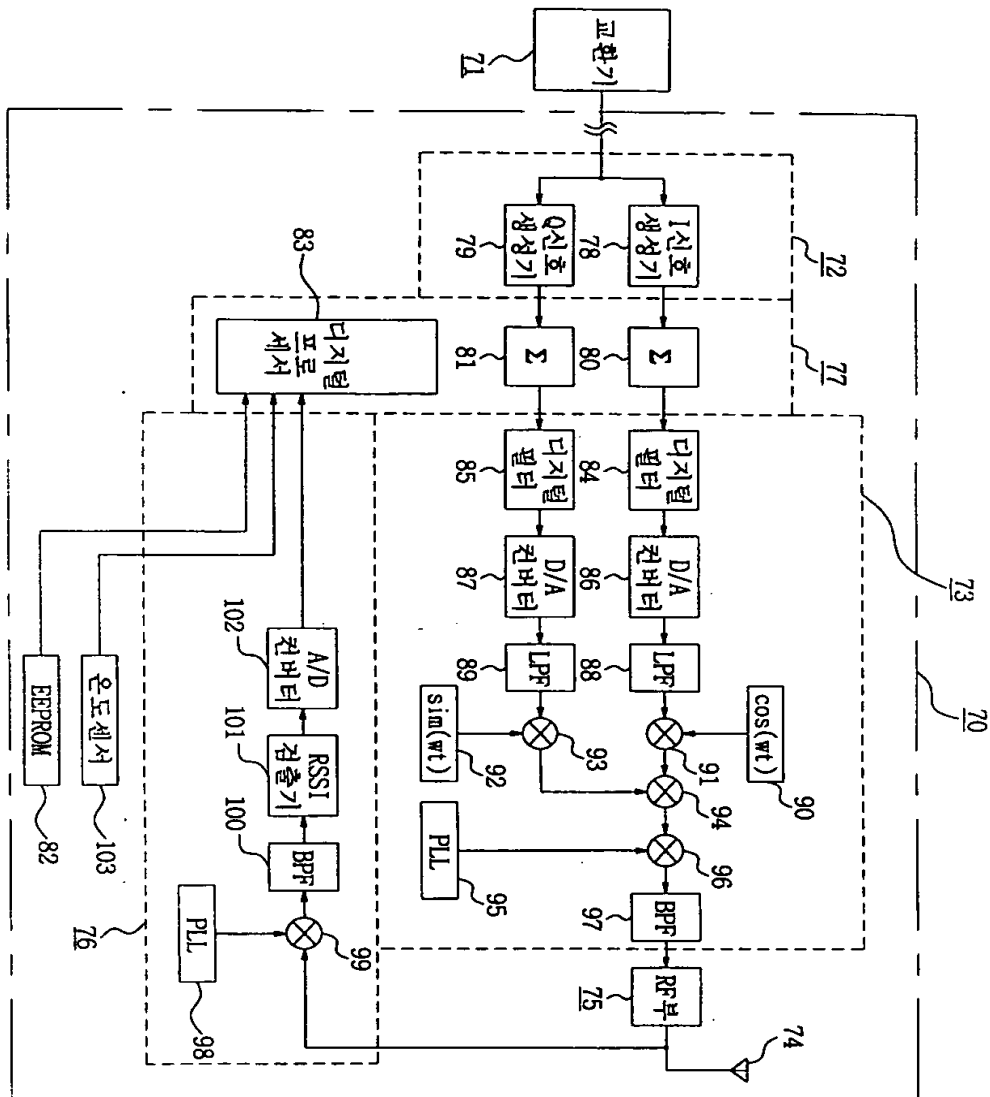 70
73
72
77
90
cos(wt)
74
교환기
71
I신호
생성기
78
Σ
80
디지털
필터
84
D/A
컨버터
86
LPF
88
91
94
96
BPF
97
RF부
75
Q신호
생성기
79
Σ
81
디지털
필터
85
D/A
컨버터
87
LPF
89
93
sim(wt)
92
PLL
95
83
디지털
프로
세서
A/D
컨버터
102
RSSI
검출기
101
BPF
100
99
PLL
98
76
온도센서
103
EEPROM
82